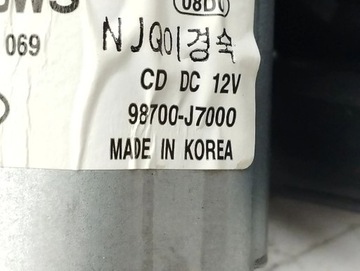 069
NJQ이경숙
CD DC 12V
98700-J7000
MADE IN KOREA